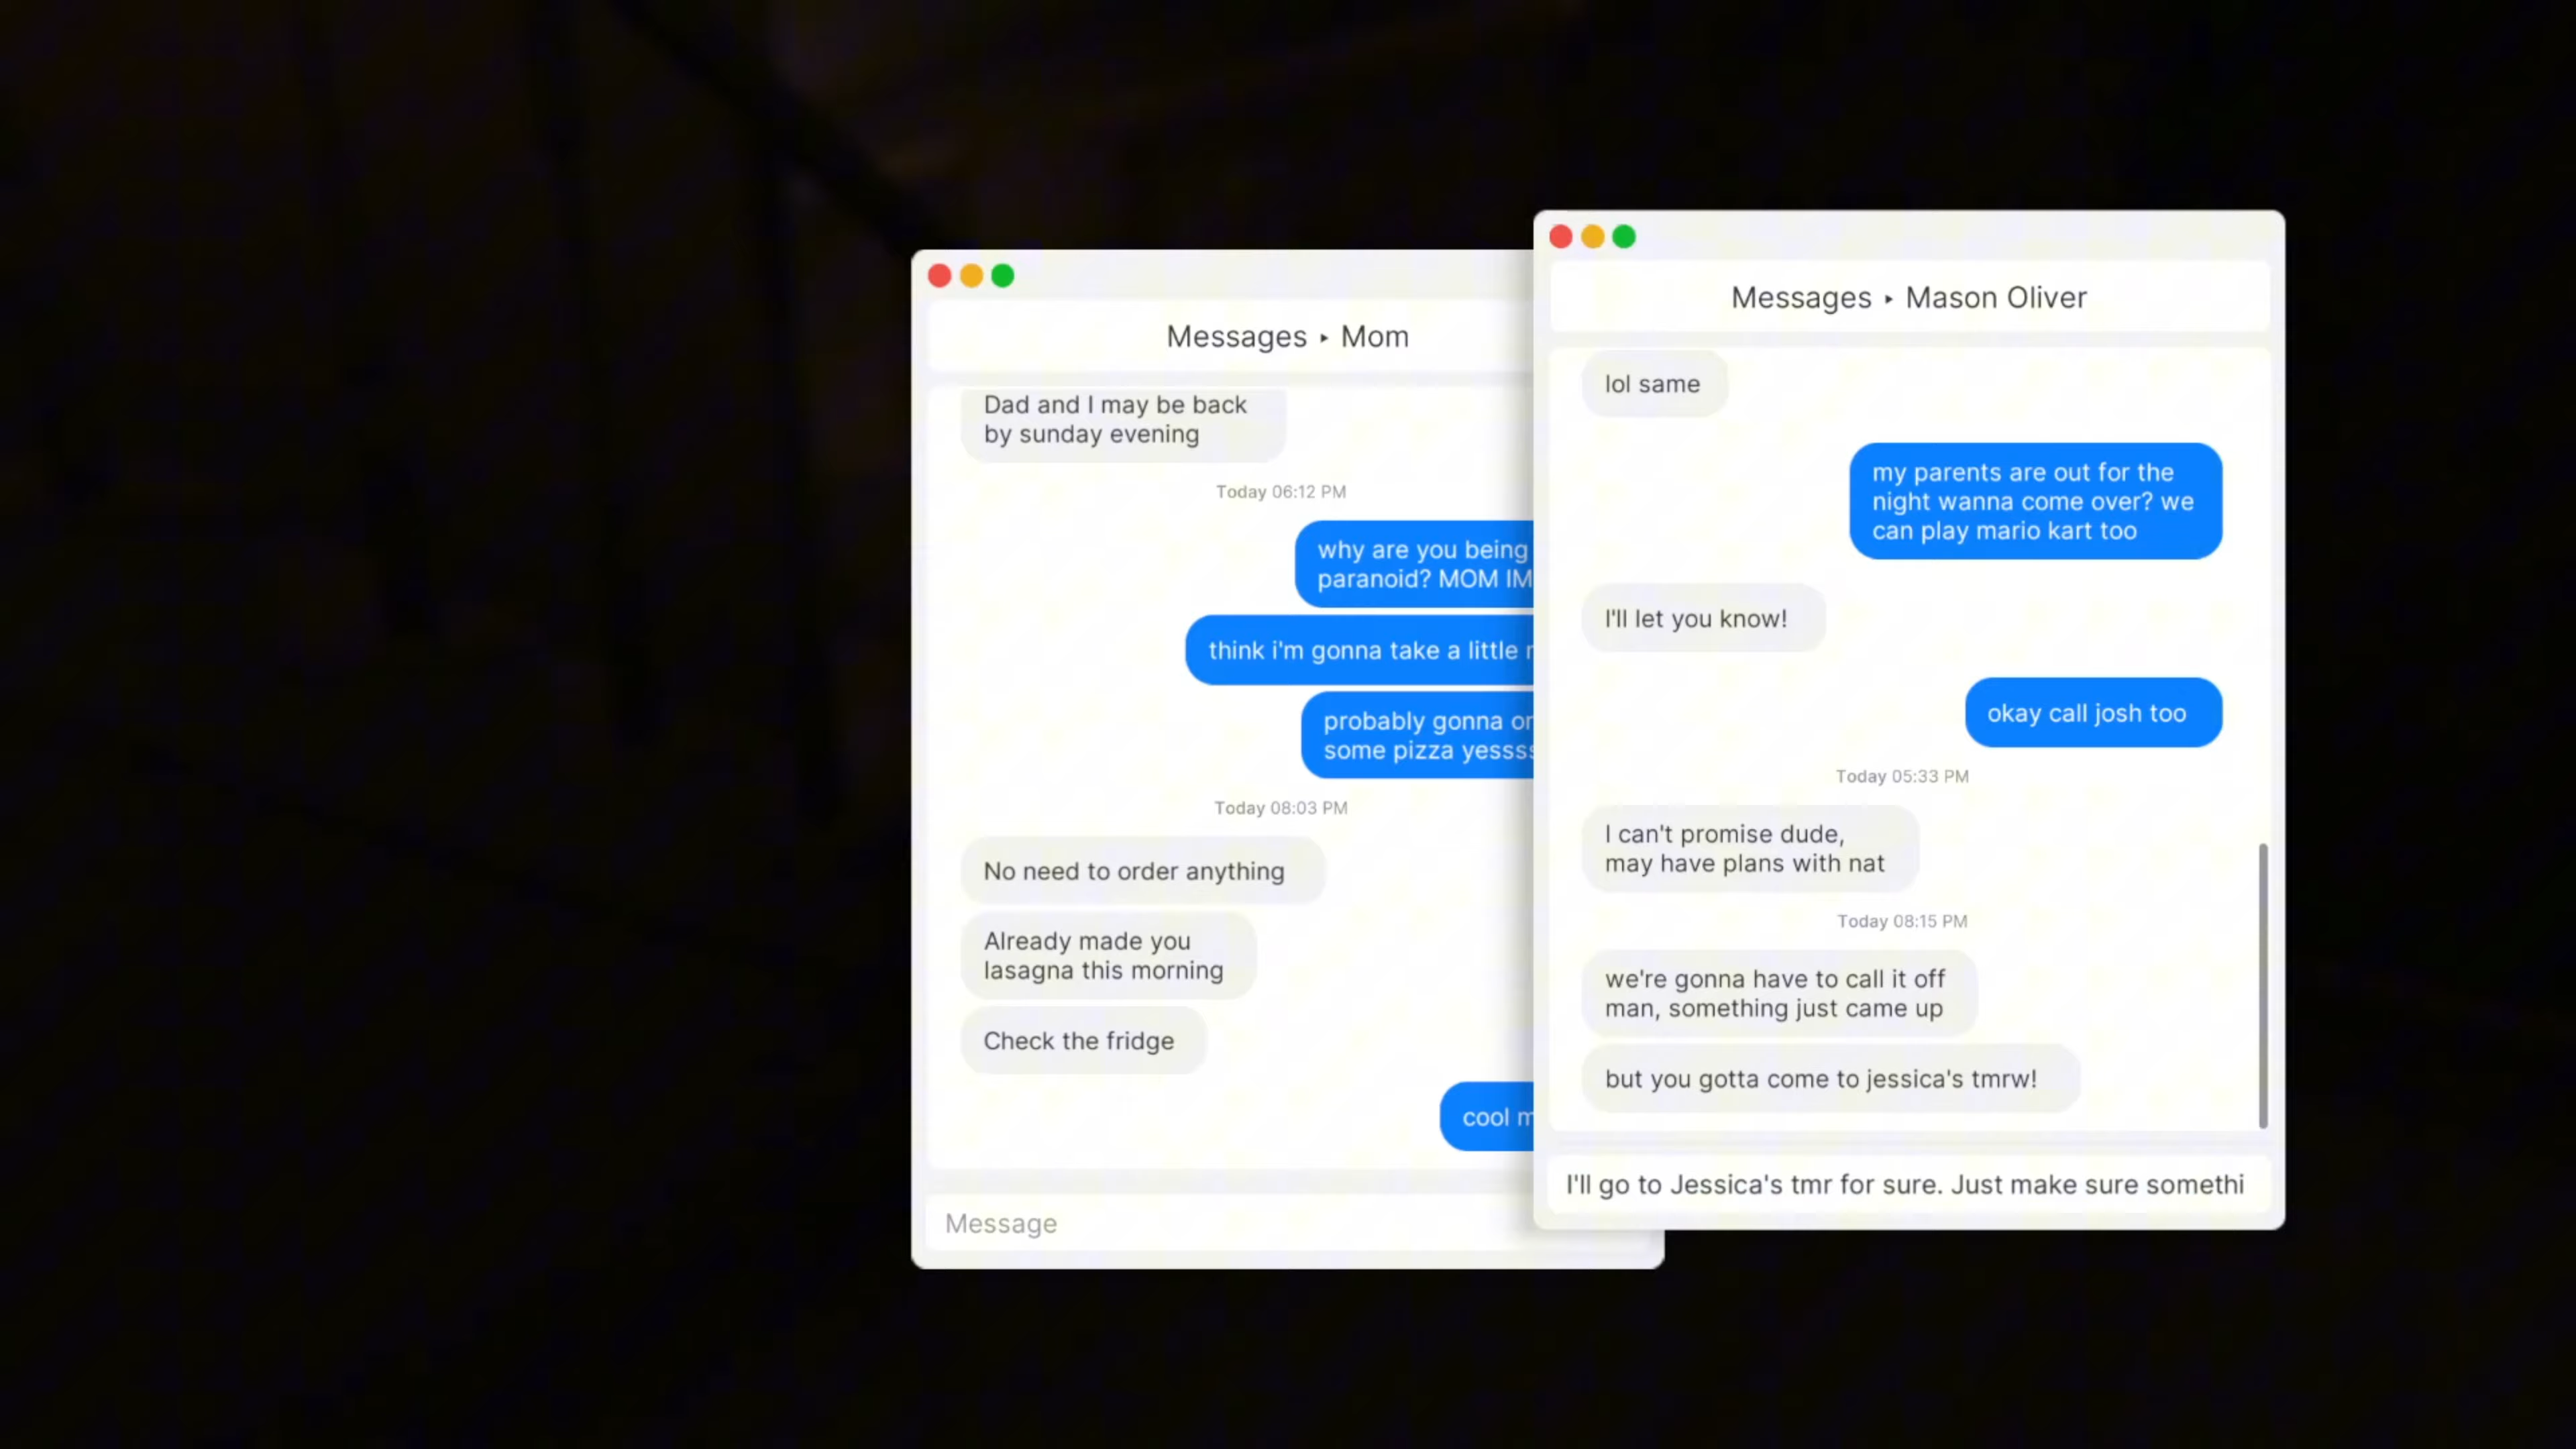 Messages ▸ Mom
Dad and I may be back
by sunday evening
Today 06:12 PM
why are you being
paranoid? MOM IM
think i'm gonna take a little
probably gonna
some pizza yessss
Today 08:03 PM
No need to order anything
Already made you
lasagna this morning
Check the fridge
cool
Message
Messages ▸ Mason Oliver
lol same
my parents are out for the
night wanna come over? we
can play mario kart too
I'll let you know!
okay call josh too
Today 05:33 PM
I can't promise dude,
may have plans with nat
Today 08:15 PM
we're gonna have to call it off
man, something just came up
but you gotta come to jessica's tmrw!
I'll go to Jessica's tmr for sure. Just make sure somethi